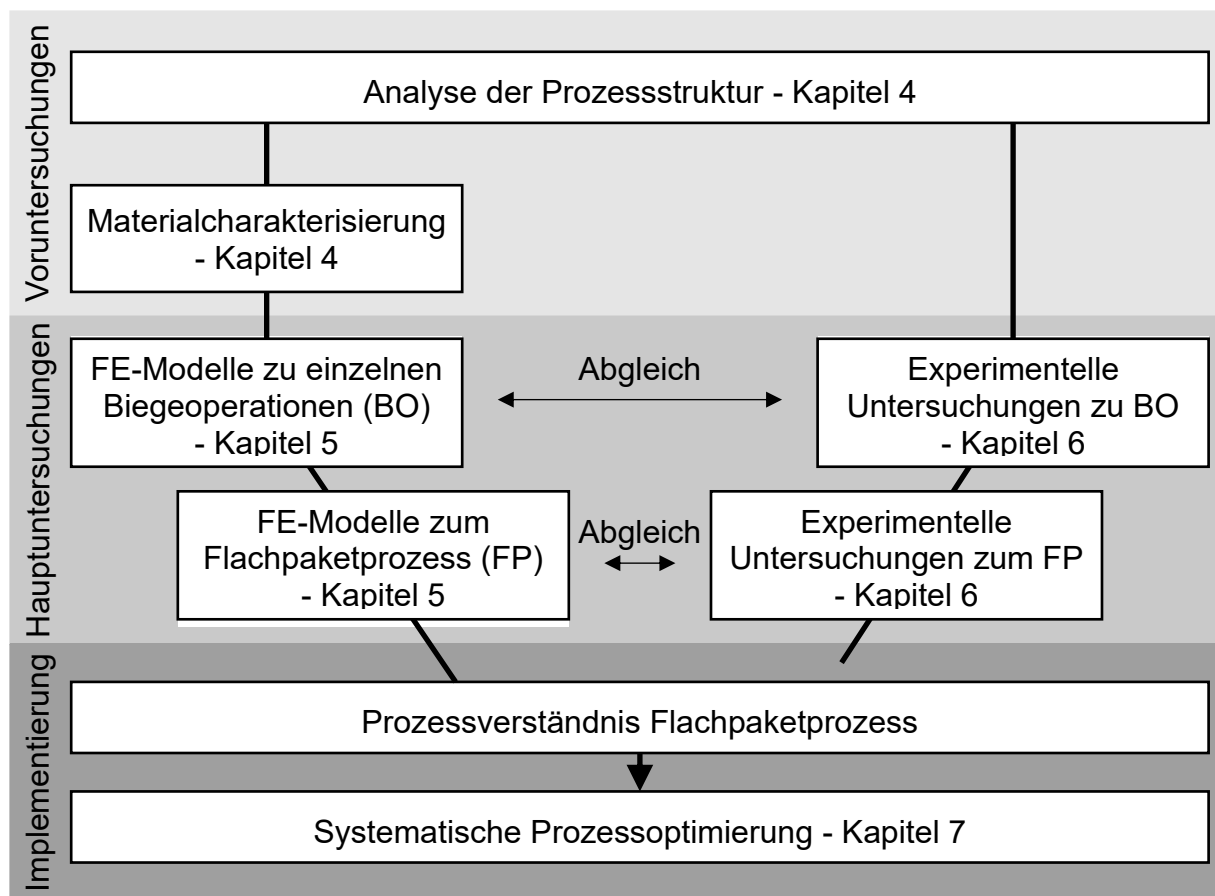 Voruntersuchungen
Analyse der Prozessstruktur - Kapitel 4
Materialcharakterisierung
- Kapitel 4
Hauptuntersuchungen
FE-Modelle zu einzelnen
Biegeoperationen (BO)
- Kapitel 5
Abgleich
Experimentelle
Untersuchungen zu BO
- Kapitel 6
FE-Modelle zum
Flachpaketprozess (FP)
- Kapitel 5
Abgleich
Experimentelle
Untersuchungen zum FP
- Kapitel 6
Implementierung
Prozessverständnis Flachpaketprozess
Systematische Prozessoptimierung - Kapitel 7